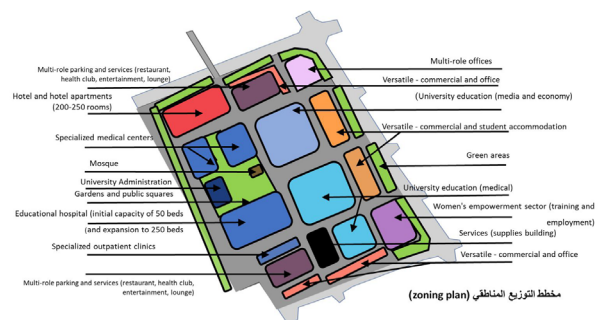 Multi-role parking and services (restaurant,
health club, entertainment, lounge)
Hotel and hotel apartments
(200-250 rooms)
Specialized medical centers
Mosque
University Administration
Gardens and public squares
Educational hospital (initial capacity of 50 beds
(and expansion to 250 beds
Specialized outpatient clinics
Multi-role parking and services (restaurant, health club,
entertainment, lounge)
Multi-role offices
Versatile - commercial and office
(University education (media and economy)
Versatile - commercial and student accommodation
Green areas
University education (medical)
Women's empowerment sector (training and
employment)
Services (supplies building)
Versatile - commercial and office
مخطط التوزيع المناطقي (zoning plan)